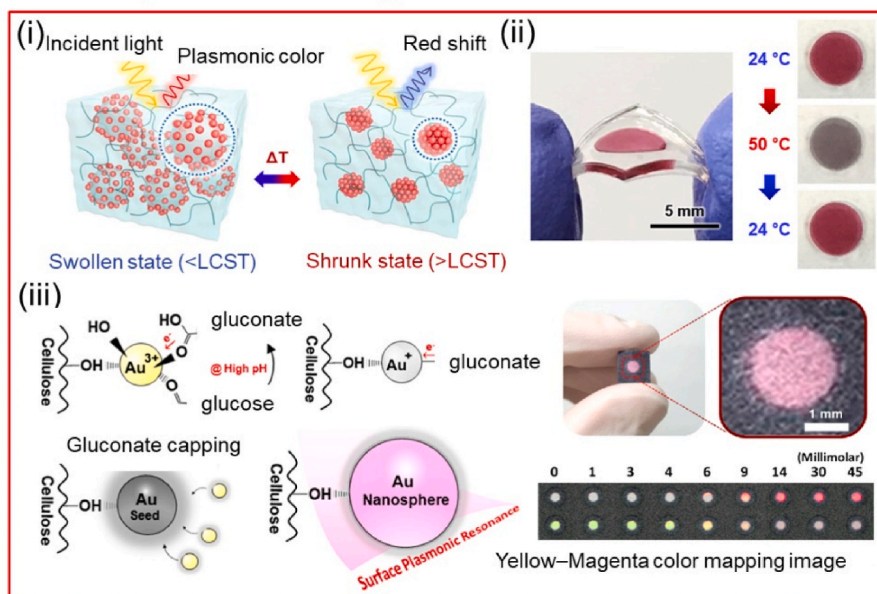 (i)
Incident light
Plasmonic color
Red shift
ΔT
Swollen state (<LCST)
Shrunk state (>LCST)
(ii)
5 mm
24 °C
50 °C
24 °C
(iii)
Cellulose
HO
OH
Au3+
HO
O
O
e-
gluconate
@ High pH
glucose
Cellulose
OH
Au+
e-
gluconate
Gluconate capping
Cellulose
OH
Au
Seed
Cellulose
OH
Au
Nanosphere
Surface Plasmonic Resonance
1 mm
(Millimolar)
0 1 3 4 6 9 14 30 45
Yellow–Magenta color mapping image